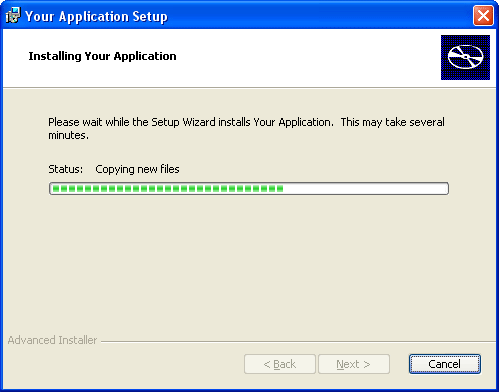 Your Application Setup
Installing Your Application
Please wait while the Setup Wizard installs Your Application.  This may take several
minutes.
Status:    Copying new files
Advanced Installer
< Back    Next >    Cancel